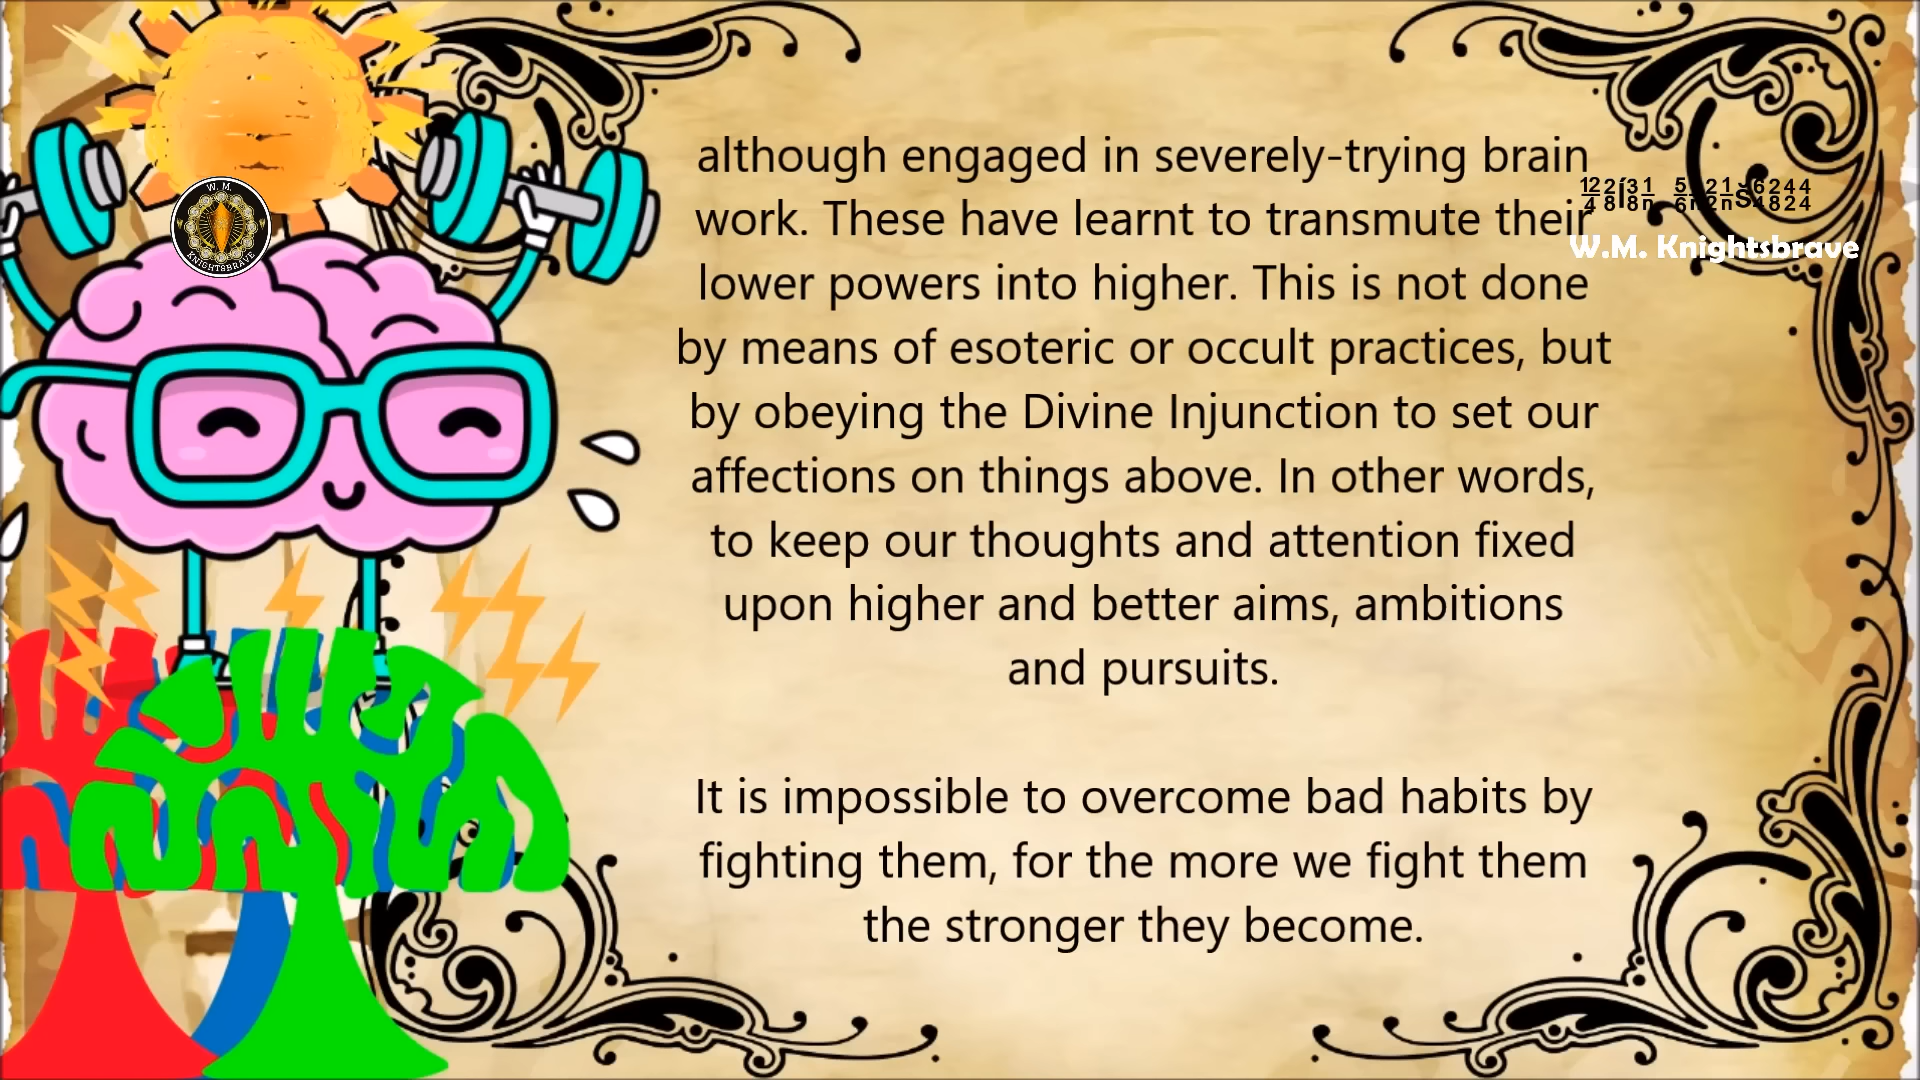 W. M.
KNIGHTSBRAVE
although engaged in severely-trying brain
work. These have learnt to transmute their
lower powers into higher. This is not done
by means of esoteric or occult practices, but
by obeying the Divine Injunction to set our
affections on things above. In other words,
to keep our thoughts and attention fixed
upon higher and better aims, ambitions
and pursuits.
It is impossible to overcome bad habits by
fighting them, for the more we fight them
the stronger they become.
W.M. Knightsbrave